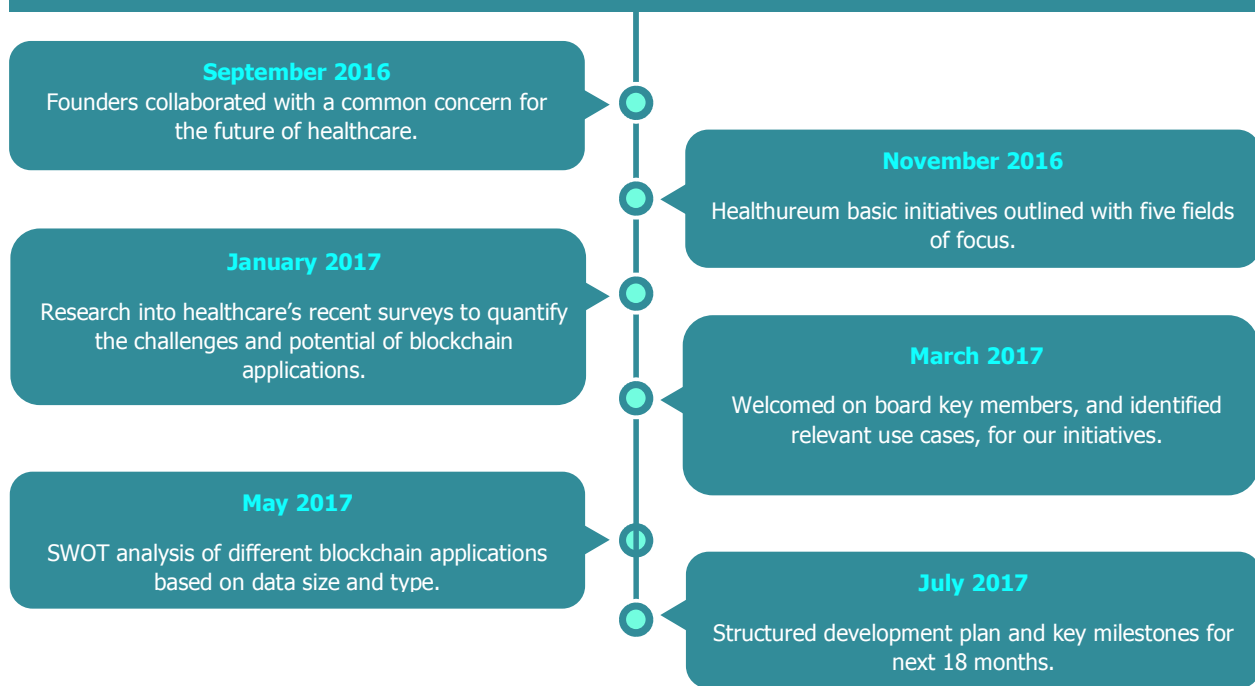 September 2016
Founders collaborated with a common concern for
the future of healthcare.
November 2016
Healthureum basic initiatives outlined with five fields
of focus.
January 2017
Research into healthcare’s recent surveys to quantify
the challenges and potential of blockchain
applications.
March 2017
Welcomed on board key members, and identified
relevant use cases, for our initiatives.
May 2017
SWOT analysis of different blockchain applications
based on data size and type.
July 2017
Structured development plan and key milestones for
next 18 months.